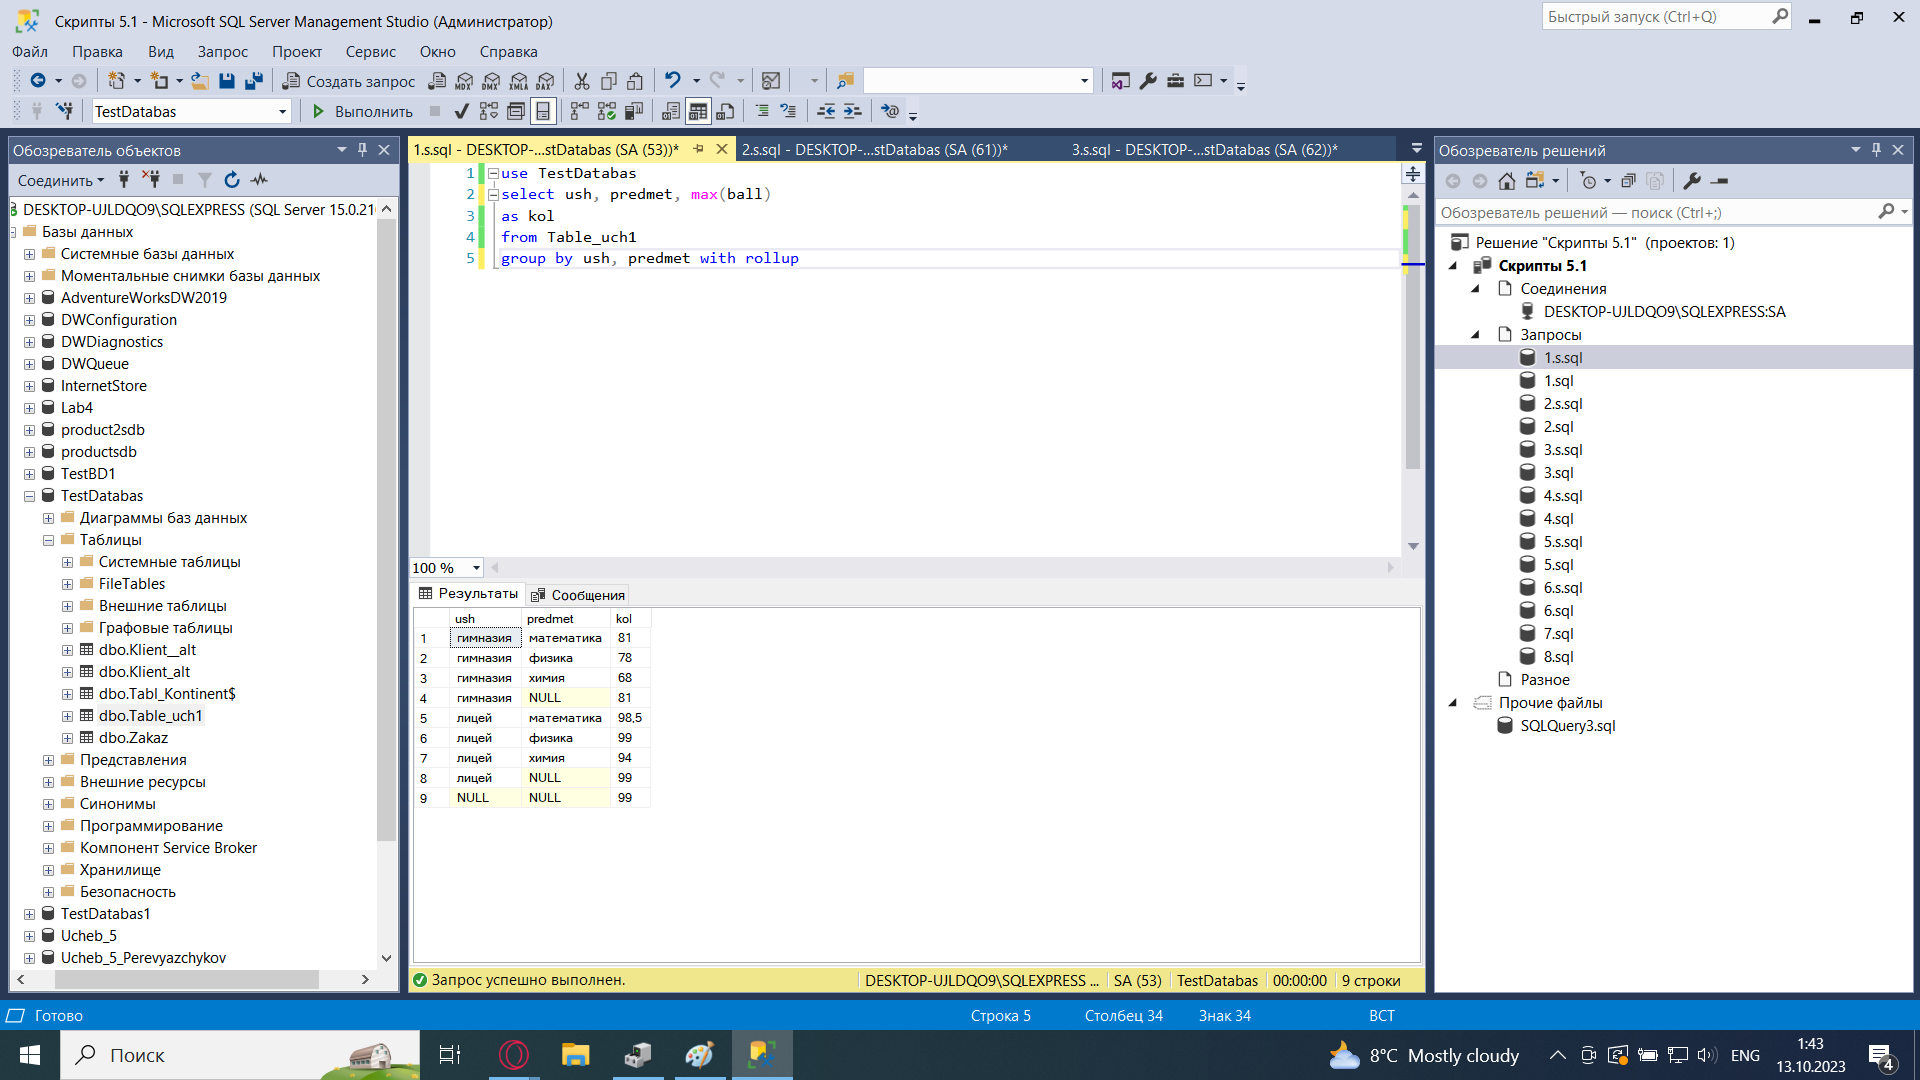 Скрипты 5.1 - Microsoft SQL Server Management Studio (Администратор)
Быстрый запуск (Ctrl+Q)
Файл Правка Вид Запрос Проект Сервис Окно Справка
Создать запрос
MDX DMX XMLA DAX
TestDatabas
Выполнить
Обозреватель объектов
Соединить
DESKTOP-UJLDQO9\SQLEXPRESS (SQL Server 15.0.21
Базы данных
Системные базы данных
Моментальные снимки базы данных
AdventureWorksDW2019
DWConfiguration
DWDiagnostics
DWQueue
InternetStore
Lab4
product2sdb
productsdb
TestBD1
TestDatabas
Диаграммы баз данных
Таблицы
Системные таблицы
FileTables
Внешние таблицы
Графовые таблицы
dbo.Klient__alt
dbo.Klient_alt
dbo.Tabl_Kontinent$
dbo.Table_uch1
dbo.Zakaz
Представления
Внешние ресурсы
Синонимы
Программирование
Компонент Service Broker
Хранилище
Безопасность
TestDatabas1
Ucheb_5
Ucheb_5_Perevyazchykov
1.s.sql - DESKTOP-...stDatabas (SA (53))*
2.s.sql - DESKTOP-...stDatabas (SA (61))*
3.s.sql - DESKTOP-...stDatabas (SA (62))*
1 use TestDatabas
2 select ush, predmet, max(ball)
3 as kol
4 from Table_uch1
5 group by ush, predmet with rollup
100 %
Результаты Сообщения
ush predmet kol
1 гимназия математика 81
2 гимназия физика 78
3 гимназия химия 68
4 гимназия NULL 81
5 лицей математика 98,5
6 лицей физика 99
7 лицей химия 94
8 лицей NULL 99
9 NULL NULL 99
Запрос успешно выполнен.
DESKTOP-UJLDQO9\SQLEXPRESS ... SA (53) TestDatabas 00:00:00 9 строки
Обозреватель решений
Обозреватель решений — поиск (Ctrl+;)
Решение "Скрипты 5.1" (проектов: 1)
Скрипты 5.1
Соединения
DESKTOP-UJLDQO9\SQLEXPRESS:SA
Запросы
1.s.sql
1.sql
2.s.sql
2.sql
3.s.sql
3.sql
4.s.sql
4.sql
5.s.sql
5.sql
6.s.sql
6.sql
7.sql
8.sql
Разное
Прочие файлы
SQLQuery3.sql
Готово
Строка 5 Столбец 34 Знак 34 ВСТ
Поиск
8°C Mostly cloudy
ENG
1:43
13.10.2023
4